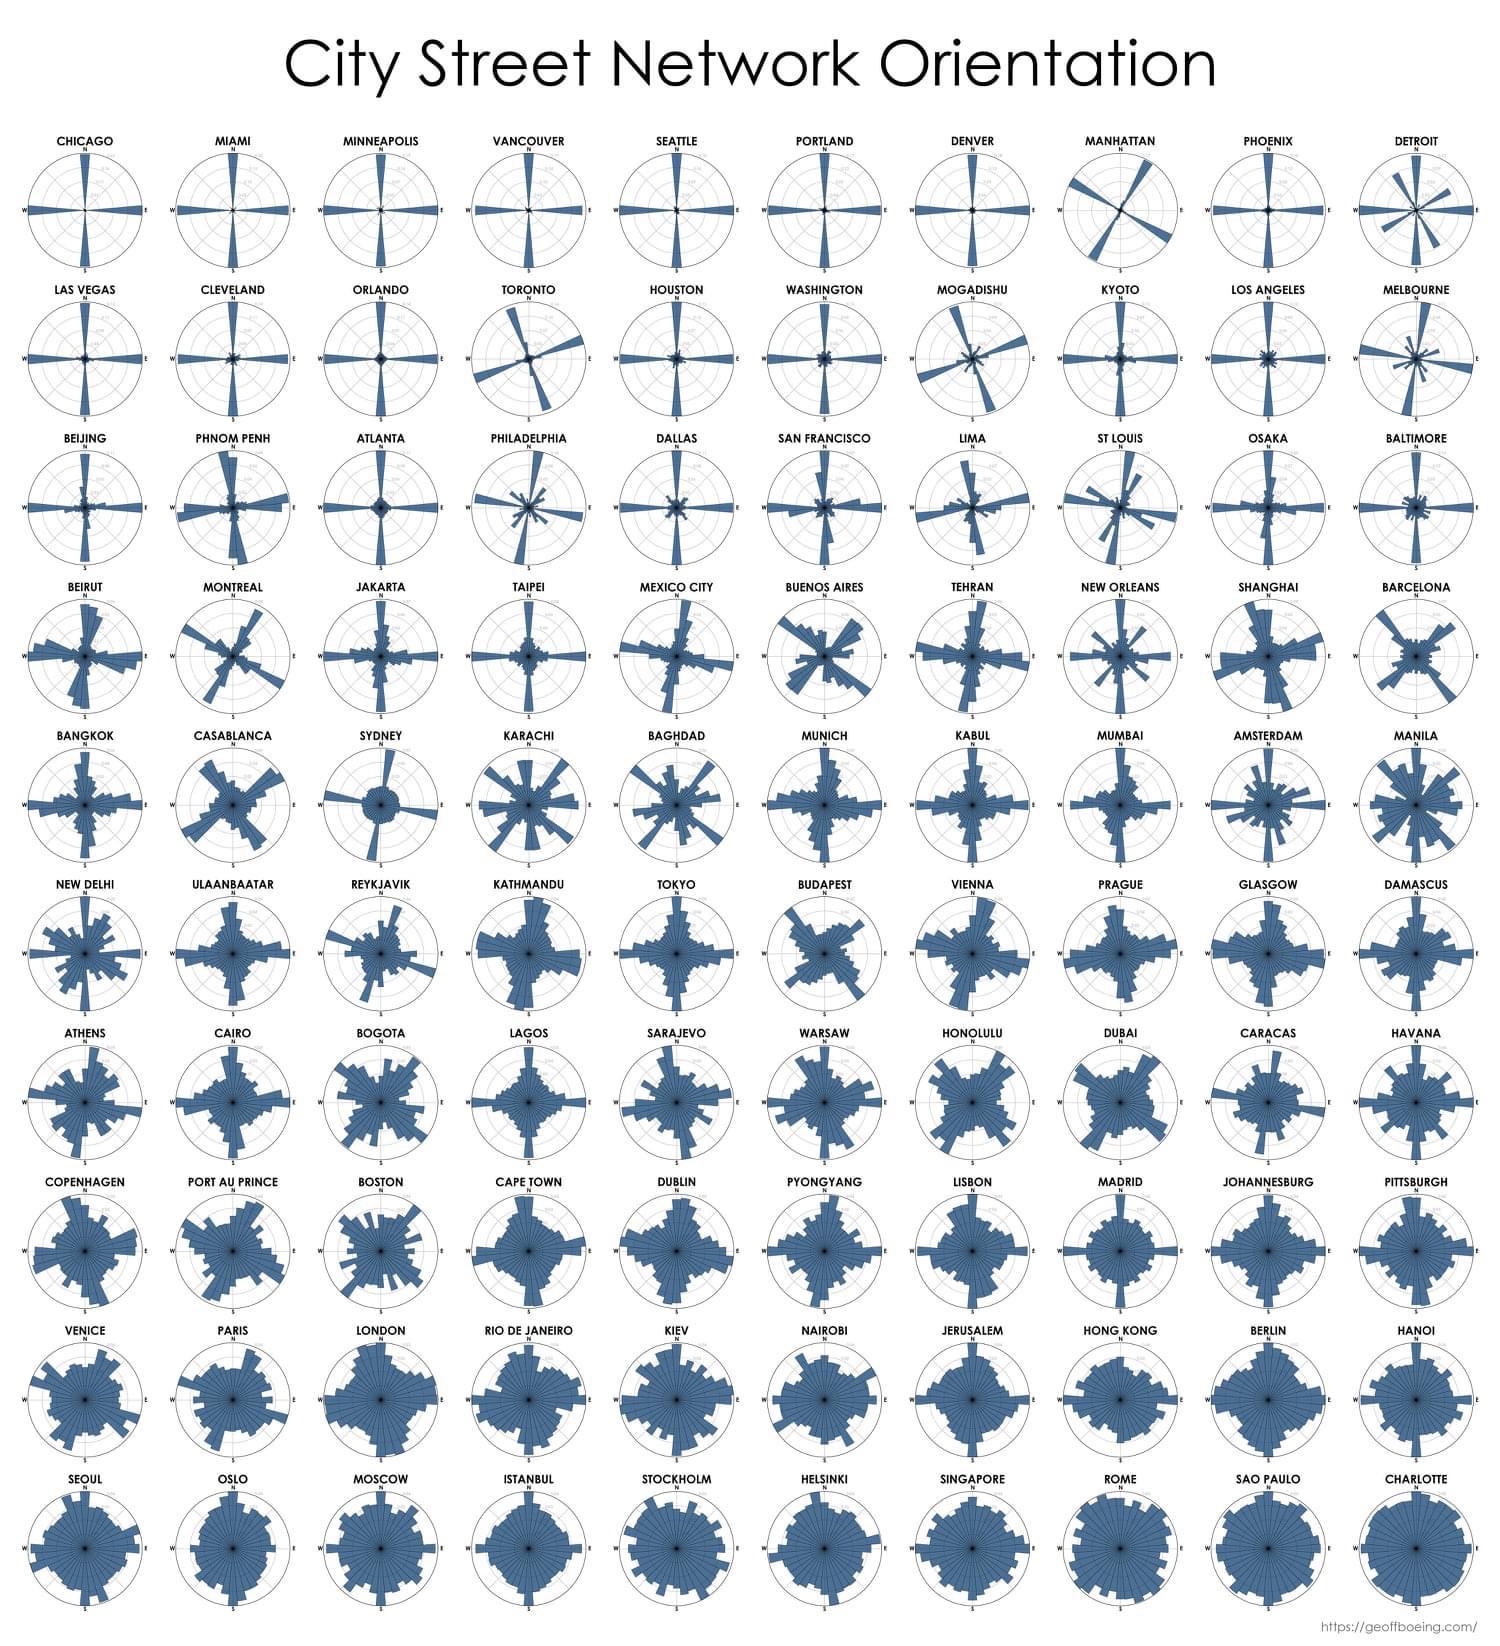 City Street Network Orientation
CHICAGO MIAMI MINNEAPOLIS VANCOUVER SEATTLE PORTLAND DENVER MANHATTAN PHOENIX DETROIT
N N N N N N N N N N
W E W E W E W E W E W E W E W E W E W E
S S S S S S S S S S
LAS VEGAS CLEVELAND ORLANDO TORONTO HOUSTON WASHINGTON MOGADISHU KYOTO LOS ANGELES MELBOURNE
N N N N N N N N N N
W E W E W E W E W E W E W E W E W E W E
S S S S S S S S S S
BEIJING PHNOM PENH ATLANTA PHILADELPHIA DALLAS SAN FRANCISCO LIMA ST LOUIS OSAKA BALTIMORE
N N N N N N N N N N
W E W E W E W E W E W E W E W E W E W E
S S S S S S S S S S
BEIRUT MONTREAL JAKARTA TAIPEI MEXICO CITY BUENOS AIRES TEHRAN NEW ORLEANS SHANGHAI BARCELONA
N N N N N N N N N N
W E W E W E W E W E W E W E W E W E W E
S S S S S S S S S S
BANGKOK CASABLANCA SYDNEY KARACHI BAGHDAD MUNICH KABUL MUMBAI AMSTERDAM MANILA
N N N N N N N N N N
W E W E W E W E W E W E W E W E W E W E
S S S S S S S S S S
NEW DELHI ULAANBAATAR REYKJAVIK KATHMANDU TOKYO BUDAPEST VIENNA PRAGUE GLASGOW DAMASCUS
N N N N N N N N N N
W E W E W E W E W E W E W E W E W E W E
S S S S S S S S S S
ATHENS CAIRO BOGOTA LAGOS SARAJEVO WARSAW HONOLULU DUBAI CARACAS HAVANA
N N N N N N N N N N
W E W E W E W E W E W E W E W E W E W E
S S S S S S S S S S
COPENHAGEN PORT AU PRINCE BOSTON CAPE TOWN DUBLIN PYONGYANG LISBON MADRID JOHANNESBURG PITTSBURGH
N N N N N N N N N N
W E W E W E W E W E W E W E W E W E W E
S S S S S S S S S S
VENICE PARIS LONDON RIO DE JANEIRO KIEV NAIROBI JERUSALEM HONG KONG BERLIN HANOI
N N N N N N N N N N
W E W E W E W E W E W E W E W E W E W E
S S S S S S S S S S
SEOUL OSLO MOSCOW ISTANBUL STOCKHOLM HELSINKI SINGAPORE ROME SAO PAULO CHARLOTTE
N N N N N N N N N N
W E W E W E W E W E W E W E W E W E W E
S S S S S S S S S S
https://geoffboeing.com/